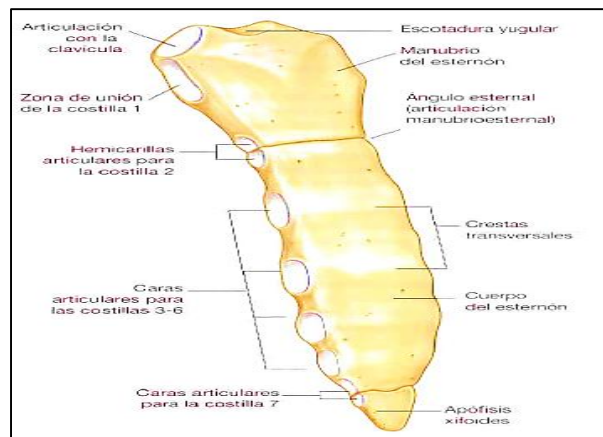 Articulación
con la
clavícula
Zona de unión
de la costilla 1
Hemicarillas
articulares para
la costilla 2
Caras
articulares para
las costillas 3-6
Caras articulares
para la costilla 7
Escotadura yugular
Manubrio
del esternón
Ángulo esternal
(articulación
manubrioesternal)
Crestas
transversales
Cuerpo
del esternón
Apófisis
xifoides